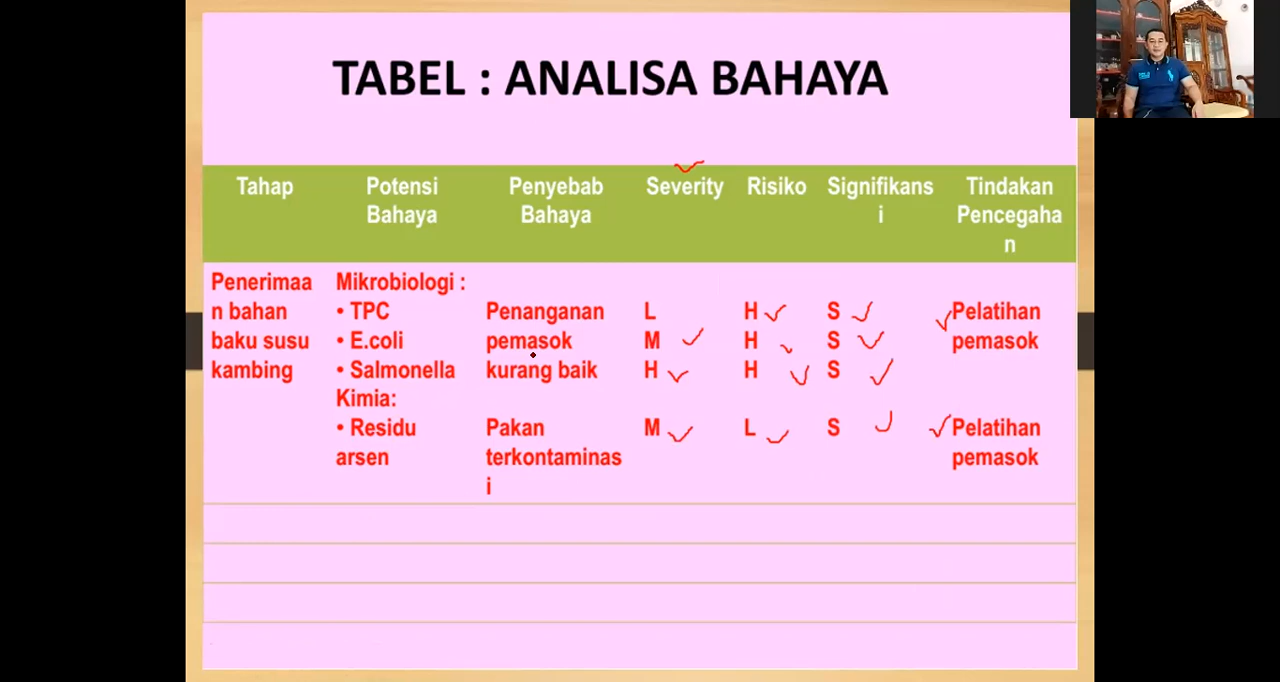 TABEL : ANALISA BAHAYA
Tahap
Potensi
Bahaya
Penyebab
Bahaya
Severity
Risiko
Signifikans
i
Tindakan
Pencegaha
n
Penerimaa
n bahan
baku susu
kambing
Mikrobiologi :
• TPC
• E.coli
• Salmonella
Kimia:
• Residu
arsen
Penanganan
pemasok
kurang baik
Pakan
terkontaminas
i
L
M
H
M
H
H
H
L
S
S
S
S
Pelatihan
pemasok
Pelatihan
pemasok